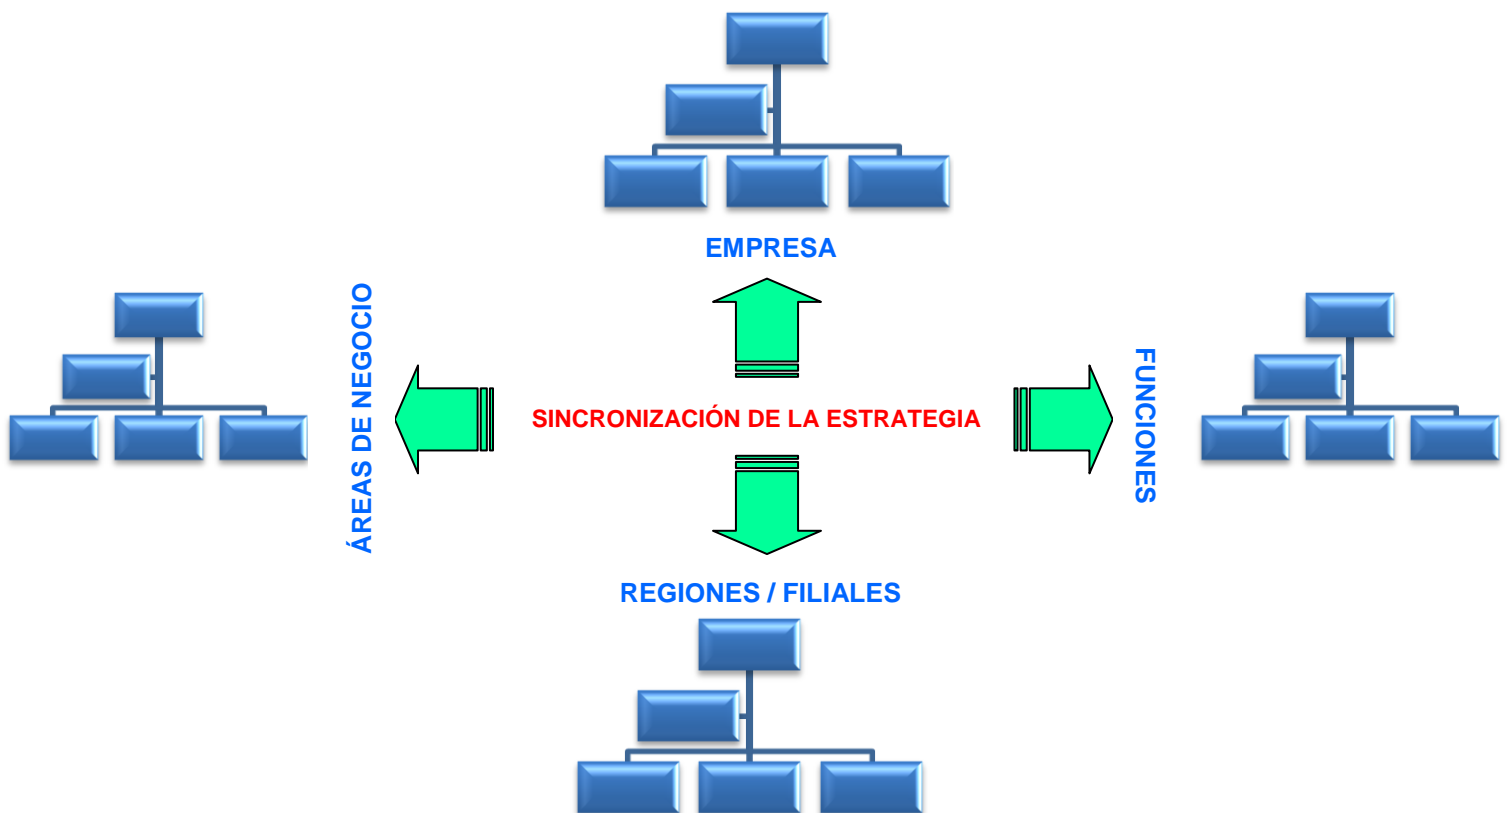 EMPRESA
ÁREAS DE NEGOCIO
SINCRONIZACIÓN DE LA ESTRATEGIA
FUNCIONES
REGIONES / FILIALES